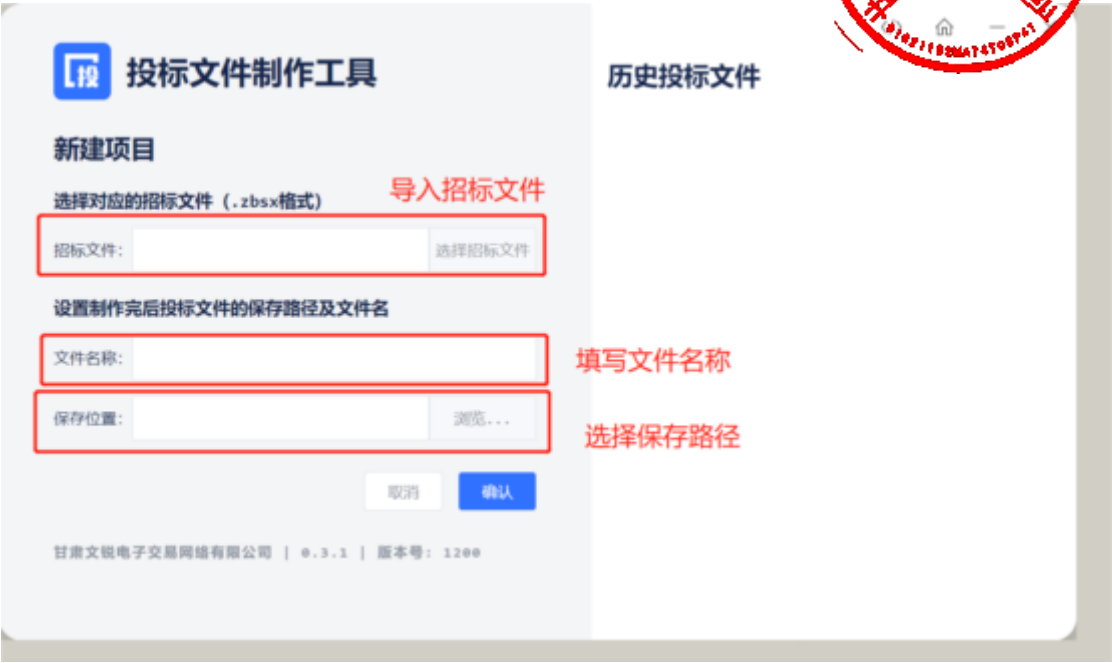 投
投标文件制作工具
历史投标文件
新建项目
选择对应的招标文件（.zbsx格式）
导入招标文件
招标文件：
选择招标文件
设置制作完后投标文件的保存路径及文件名
文件名称：
填写文件名称
保存位置：
浏览...
选择保存路径
取消
确认
甘肃文锐电子交易网络有限公司 | 0.3.1 | 版本号: 1200